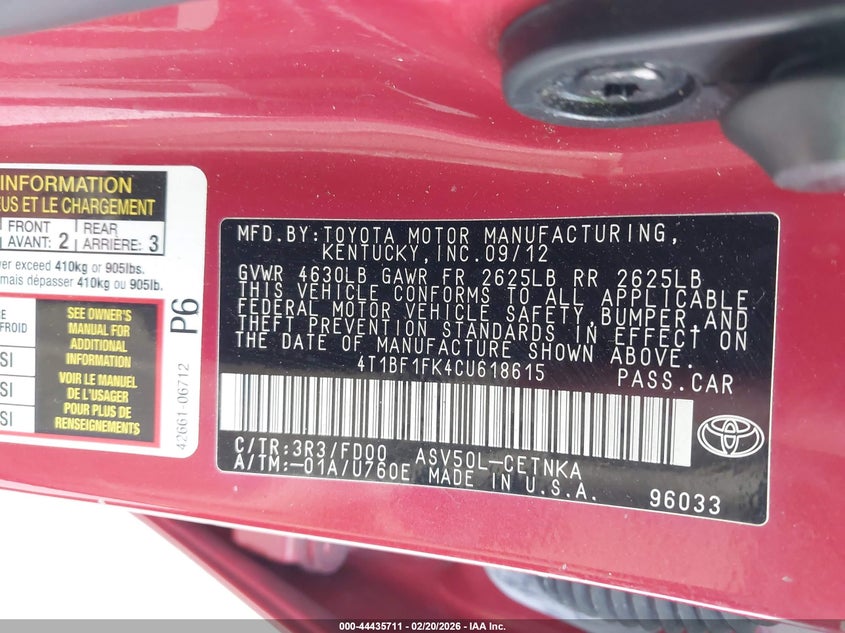 INFORMATION
US ET LE CHARGEMENT
FRONT
AVANT: 2
REAR
ARRIÈRE: 3
ver exceed 410kg or 905lbs.
mais dépasser 410kg ou 905lb.
FROID
SI
SI
SEE OWNER'S
MANUAL FOR
ADDITIONAL
INFORMATION
VOIR LE MANUEL
DE L'USAGER
POUR PLUS DE
RENSEIGNEMENTS
P6
42661-06712
MFD.BY:TOYOTA MOTOR MANUFACTURING,
KENTUCKY,INC.09/12
GVWR 4630LB GAWR FR 2625LB RR 2625LB
THIS VEHICLE CONFORMS TO ALL APPLICABLE
FEDERAL MOTOR VEHICLE SAFETY,BUMPER,AND
THEFT PREVENTION STANDARDS IN EFFECT ON
THE DATE OF MANUFACTURE SHOWN ABOVE.
4T1BF1FK4CU618615
PASS.CAR
C/TR:3R3/FD00 ASV50L-CETNKA
A/TM:-01A/U760E MADE IN U.S.A.
96033
000-44435711 - 02/20/2026 - IAA Inc.